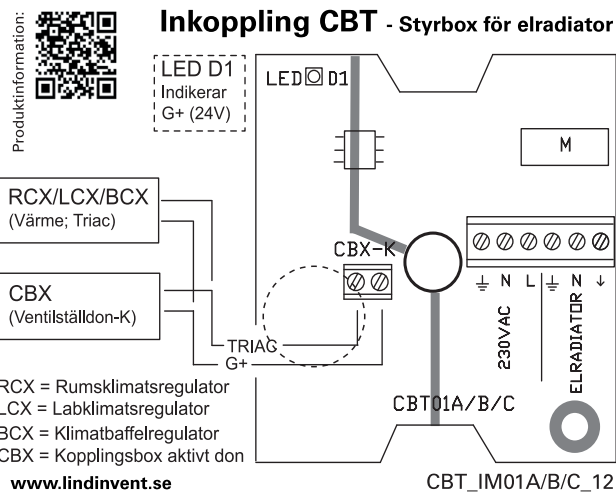 Produktinformation:
Inkoppling CBT - Styrbox för elradiator
LED D1
Indikerar
G+ (24V)
LED D1
M
RCX/LCX/BCX
(Värme; Triac)
CBX-K
CBX
(Ventilställdon-K)
N L N ↓
230VAC
ELRADIATOR
TRIAC
G+
RCX = Rumsklimatsregulator
LCX = Labklimatsregulator
BCX = Klimatbaffelregulator
CBX = Kopplingsbox aktivt don
CBT01A/B/C
www.lindinvent.se
CBT_IM01A/B/C_12